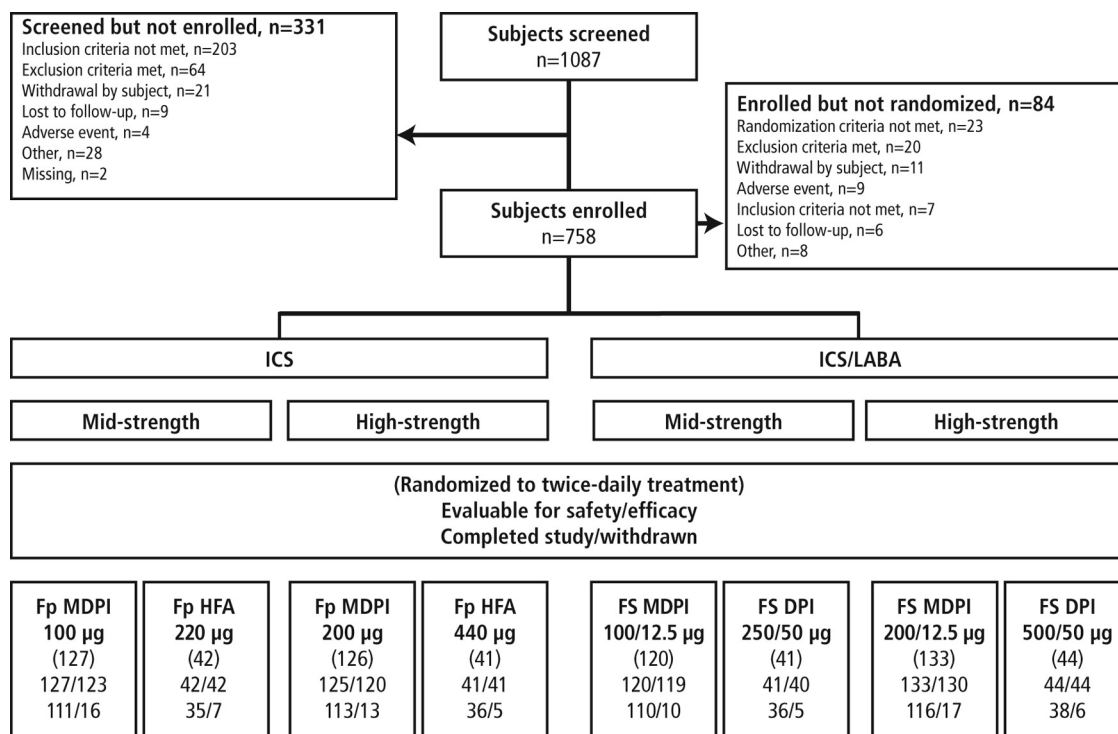 Screened but not enrolled, n=331
Inclusion criteria not met, n=203
Exclusion criteria met, n=64
Withdrawal by subject, n=21
Lost to follow-up, n=9
Adverse event, n=4
Other, n=28
Missing, n=2
Subjects screened
n=1087
Enrolled but not randomized, n=84
Randomization criteria not met, n=23
Exclusion criteria met, n=20
Withdrawal by subject, n=11
Adverse event, n=9
Inclusion criteria not met, n=7
Lost to follow-up, n=6
Other, n=8
Subjects enrolled
n=758
ICS
ICS/LABA
Mid-strength
High-strength
Mid-strength
High-strength
(Randomized to twice-daily treatment)
Evaluable for safety/efficacy
Completed study/withdrawn
Fp MDPI
100 µg
(127)
127/123
111/16
Fp HFA
220 µg
(42)
42/42
35/7
Fp MDPI
200 µg
(126)
125/120
113/13
Fp HFA
440 µg
(41)
41/41
36/5
FS MDPI
100/12.5 µg
(120)
120/119
110/10
FS DPI
250/50 µg
(41)
41/40
36/5
FS MDPI
200/12.5 µg
(133)
133/130
116/17
FS DPI
500/50 µg
(44)
44/44
38/6